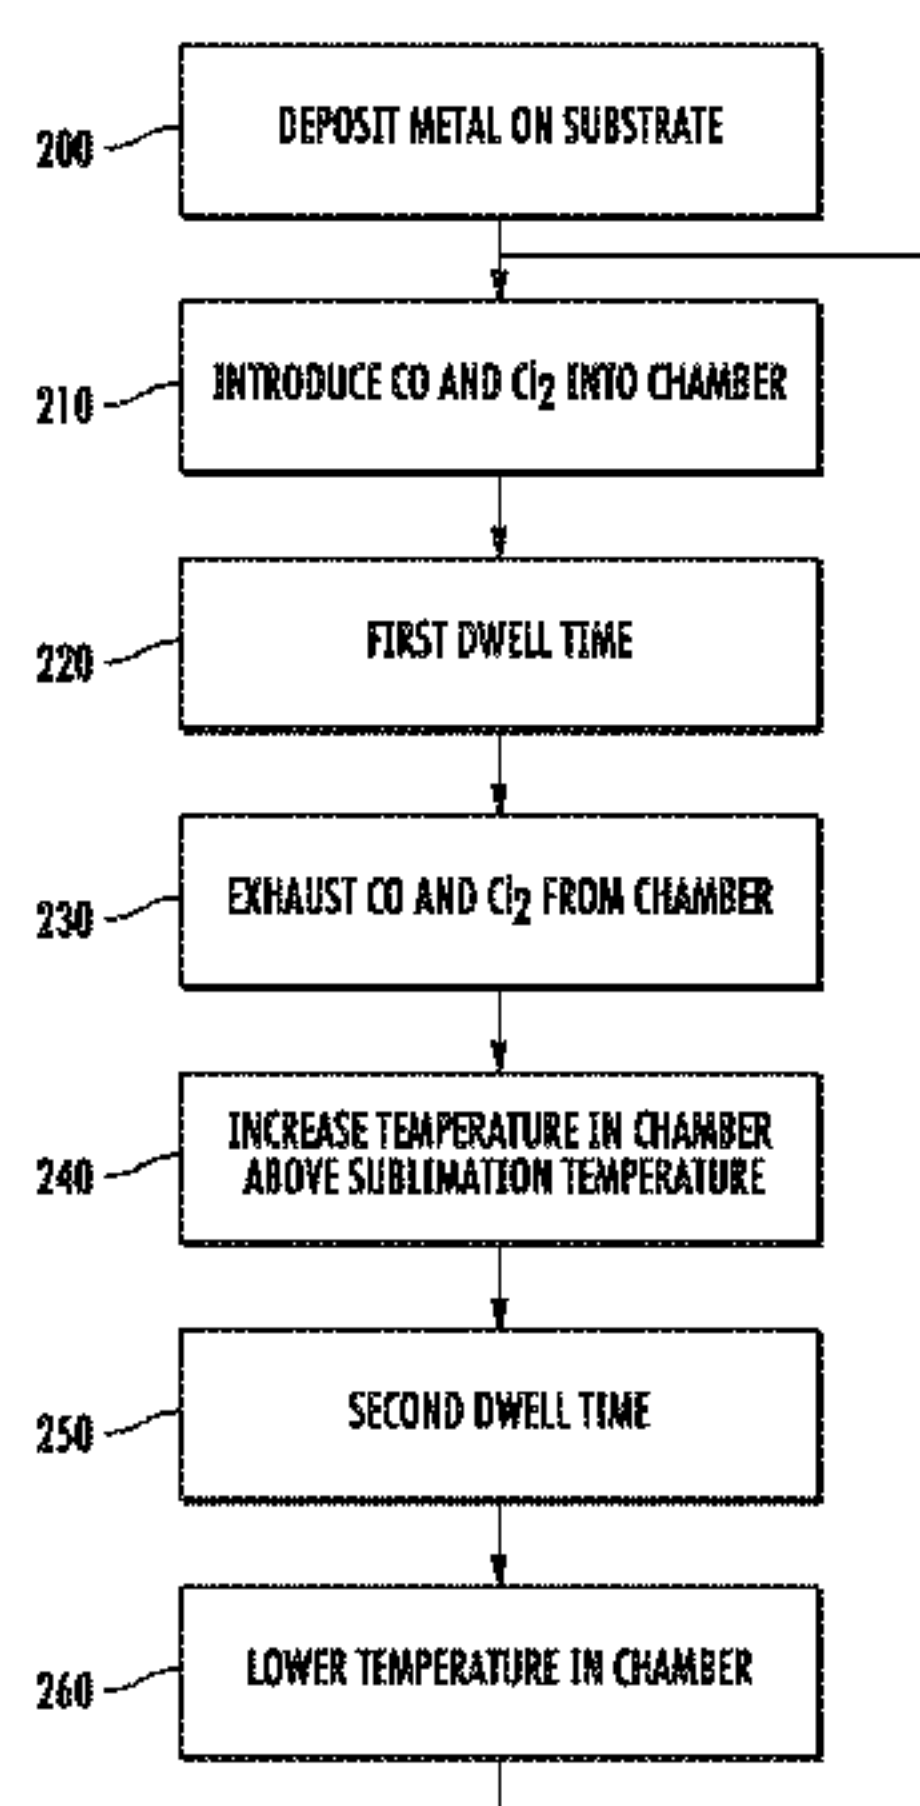 DEPOSIT METAL ON SUBSTRATE
200
INTRODUCE CO AND Cl2 INTO CHAMBER
210
FIRST DWELL TIME
220
EXHAUST CO AND Cl2 FROM CHAMBER
230
INCREASE TEMPERATURE IN CHAMBER
ABOVE SUBLIMATION TEMPERATURE
240
SECOND DWELL TIME
250
LOWER TEMPERATURE IN CHAMBER
260